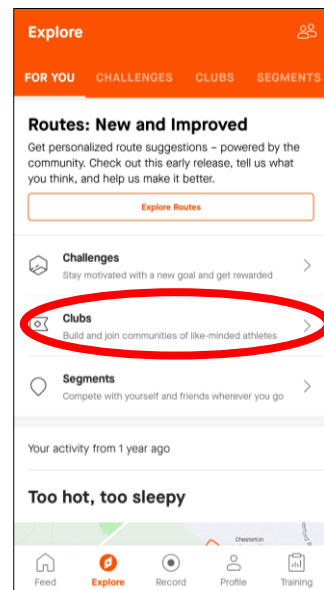 Explore
FOR YOU CHALLENGES CLUBS SEGMENTS
Routes: New and Improved
Get personalized route suggestions – powered by the
community. Check out this early release, tell us what
you think, and help us make it better.
Explore Routes
Challenges
Stay motivated with a new goal and get rewarded
Clubs
Build and join communities of like-minded athletes
Segments
Compete with yourself and friends wherever you go
Your activity from 1 year ago
Too hot, too sleepy
Chesterton
Feed Explore Record Profile Training